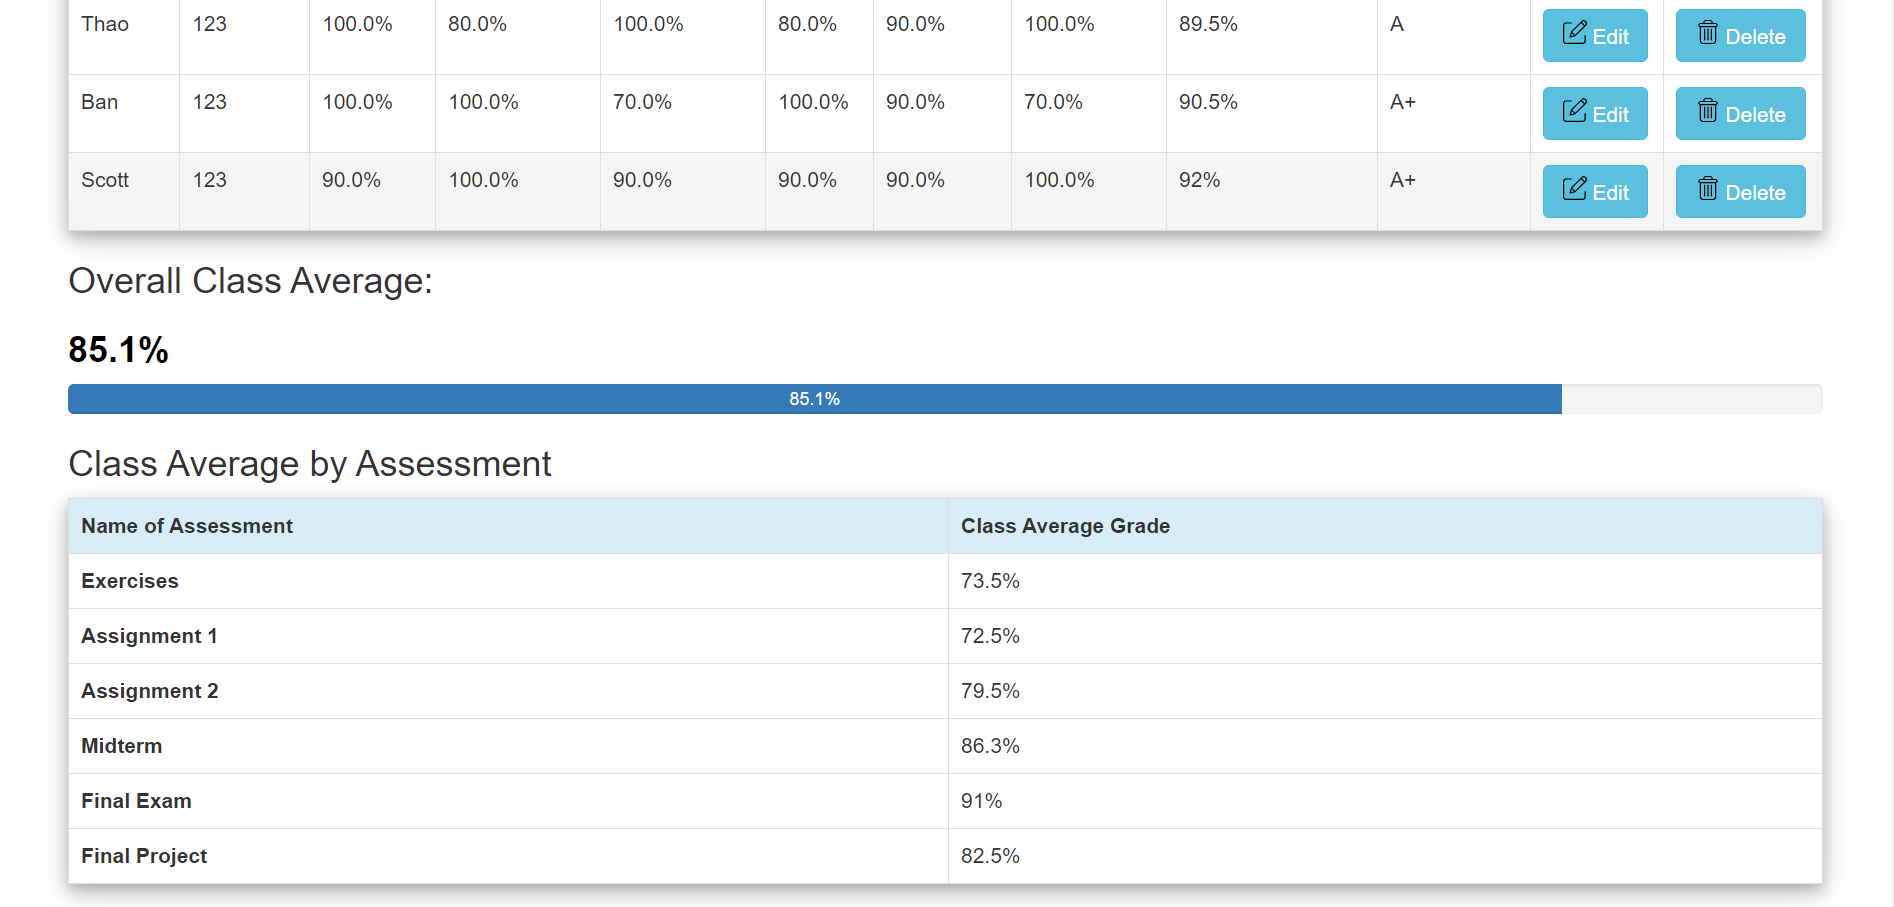 Thao 123 100.0% 80.0% 100.0% 80.0% 90.0% 100.0% 89.5% A Edit Delete
Ban 123 100.0% 100.0% 70.0% 100.0% 90.0% 70.0% 90.5% A+ Edit Delete
Scott 123 90.0% 100.0% 90.0% 90.0% 90.0% 100.0% 92% A+ Edit Delete
Overall Class Average:
85.1%
85.1%
Class Average by Assessment
Name of Assessment Class Average Grade
Exercises 73.5%
Assignment 1 72.5%
Assignment 2 79.5%
Midterm 86.3%
Final Exam 91%
Final Project 82.5%